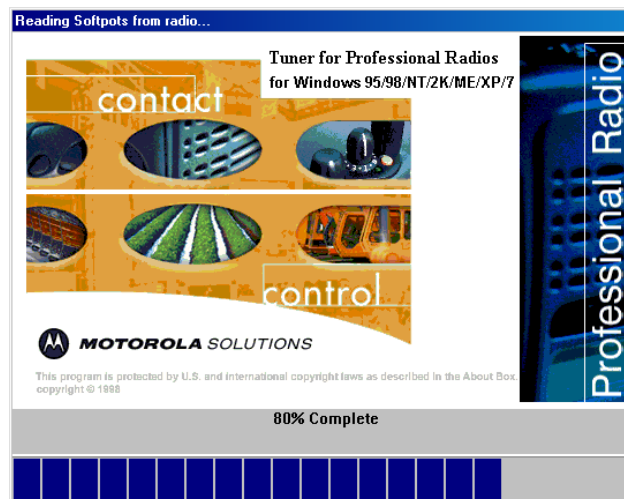 Reading Softpots from radio...
Tuner for Professional Radios
for Windows 95/98/NT/2K/ME/XP/7
contact
control
MOTOROLA SOLUTIONS
This program is protected by U.S. and international copyright laws as described in the About Box.
copyright © 1998
Professional Radio
80% Complete